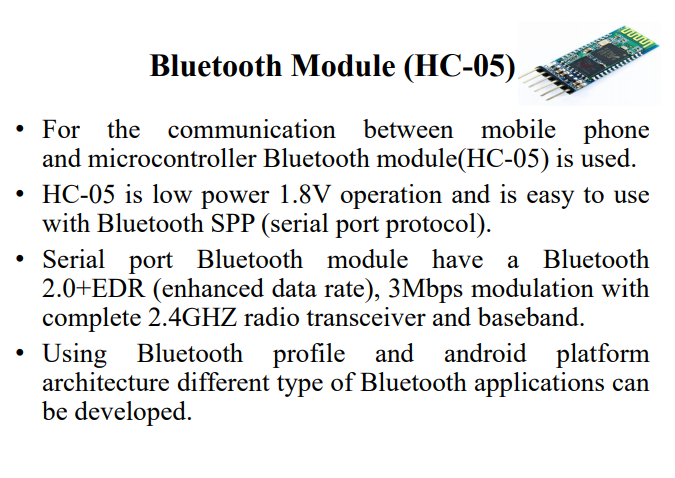 Bluetooth Module (HC-05)
• For the communication between mobile phone
and microcontroller Bluetooth module(HC-05) is used.
• HC-05 is low power 1.8V operation and is easy to use
with Bluetooth SPP (serial port protocol).
• Serial port Bluetooth module have a Bluetooth
2.0+EDR (enhanced data rate), 3Mbps modulation with
complete 2.4GHZ radio transceiver and baseband.
• Using Bluetooth profile and android platform
architecture different type of Bluetooth applications can
be developed.